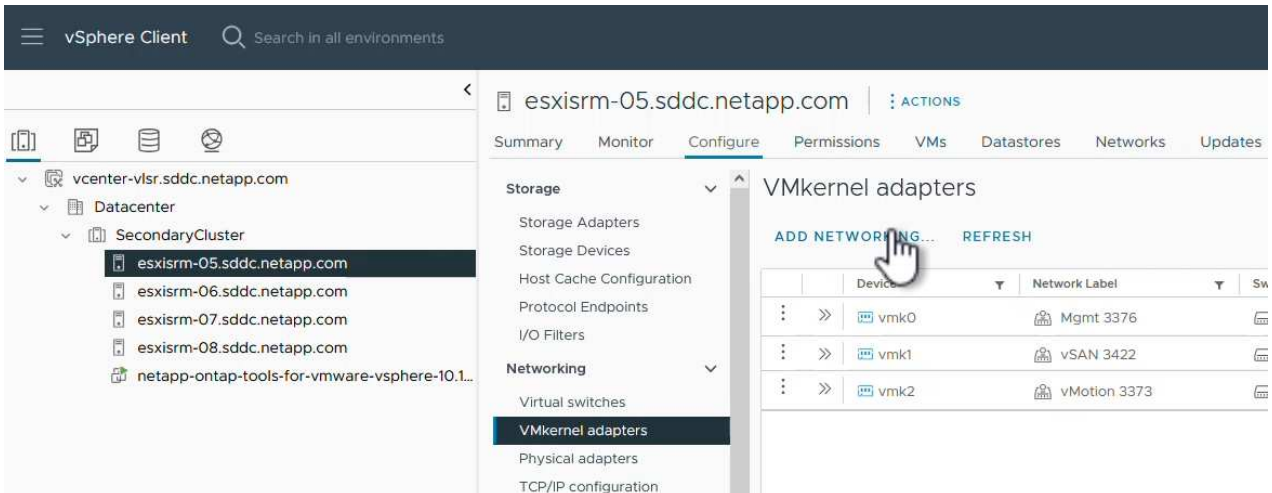 vSphere Client Search in all environments
esxisrm-05.sddc.netapp.com ACTIONS
Summary Monitor Configure Permissions VMs Datastores Networks Updates
vcenter-vlsr.sddc.netapp.com
Datacenter
SecondaryCluster
esxisrm-05.sddc.netapp.com
esxisrm-06.sddc.netapp.com
esxisrm-07.sddc.netapp.com
esxisrm-08.sddc.netapp.com
netapp-ontap-tools-for-vmware-vsphere-10.1...
Storage
Storage Adapters
Storage Devices
Host Cache Configuration
Protocol Endpoints
I/O Filters
Networking
Virtual switches
VMkernel adapters
Physical adapters
TCP/IP configuration
VMkernel adapters
ADD NETWORKING... REFRESH
Device Network Label Sw
vmk0 Mgmt 3376
vmk1 vSAN 3422
vmk2 vMotion 3373